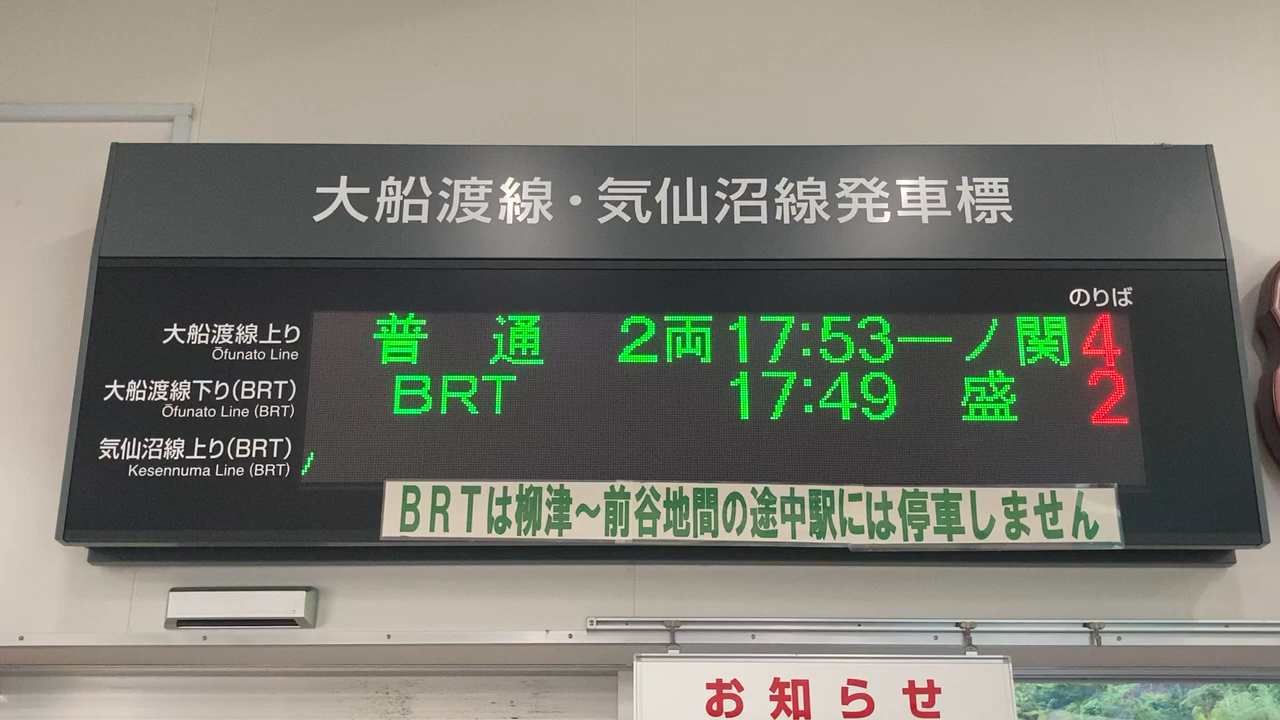 大船渡線・気仙沼線発車標
のりば
大船渡線上り 普通 2両 17:53 一ノ関 4
Ōfunato Line
大船渡線下り(BRT) BRT 17:49 盛 2
Ōfunato Line (BRT)
気仙沼線上り(BRT)
Kesennuma Line (BRT)
BRTは柳津～前谷地間の途中駅には停車しません
お知らせ